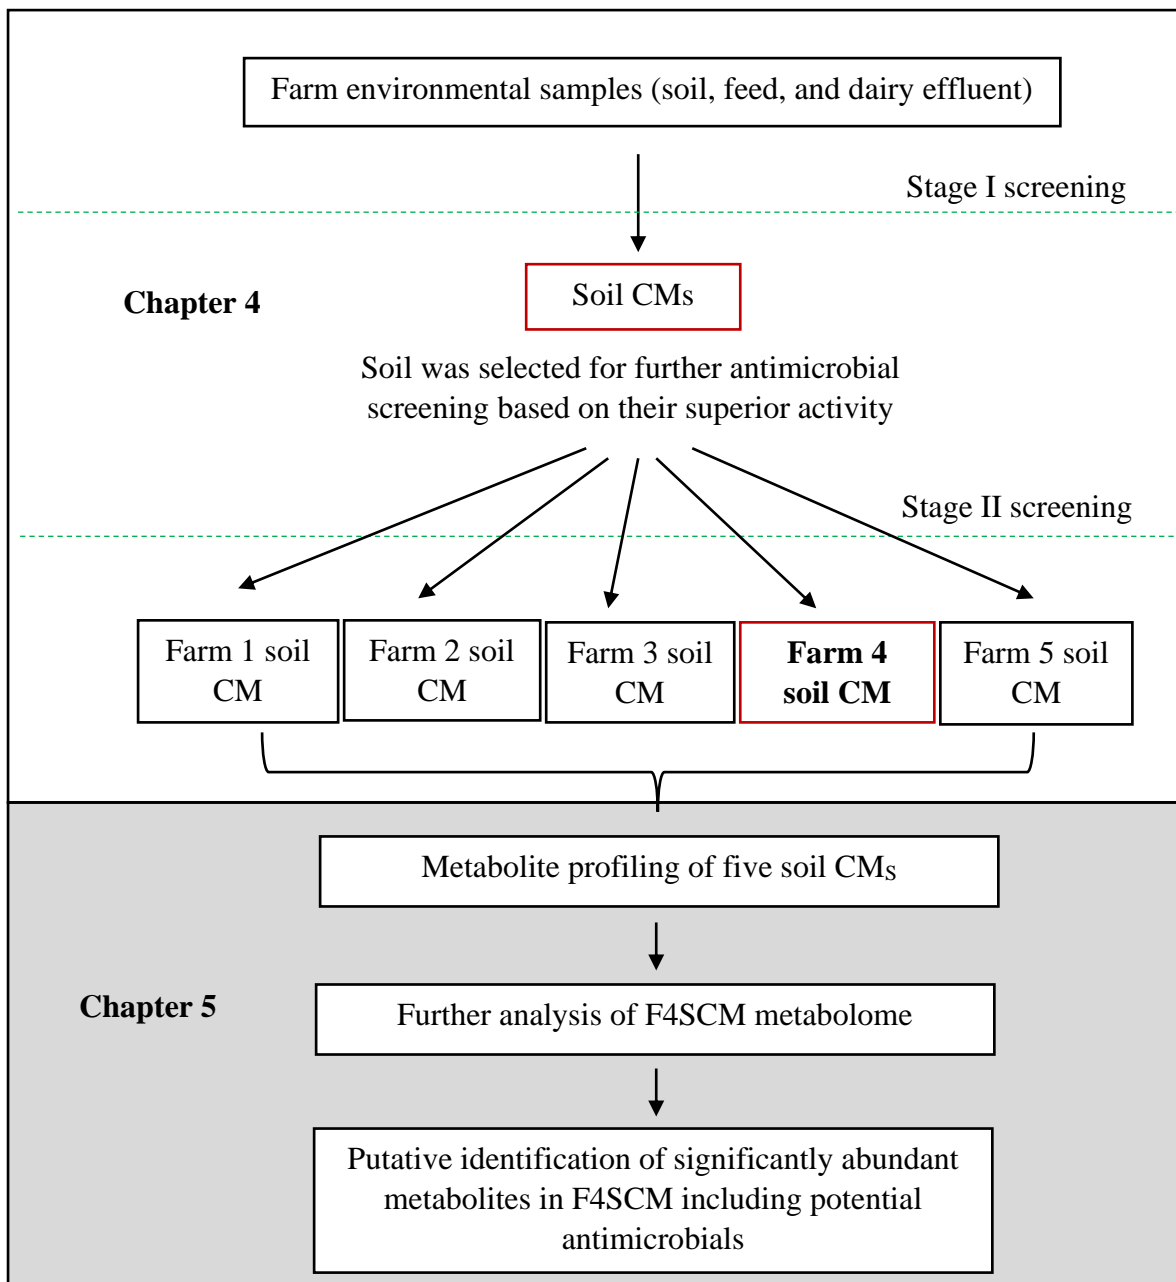 Farm environmental samples (soil, feed, and dairy effluent)
Stage I screening
Chapter 4
Soil CMs
Soil was selected for further antimicrobial
screening based on their superior activity
Stage II screening
Farm 1 soil
CM
Farm 2 soil
CM
Farm 3 soil
CM
Farm 4
soil CM
Farm 5 soil
CM
Metabolite profiling of five soil CMs
Chapter 5
Further analysis of F4SCM metabolome
Putative identification of significantly abundant
metabolites in F4SCM including potential
antimicrobials